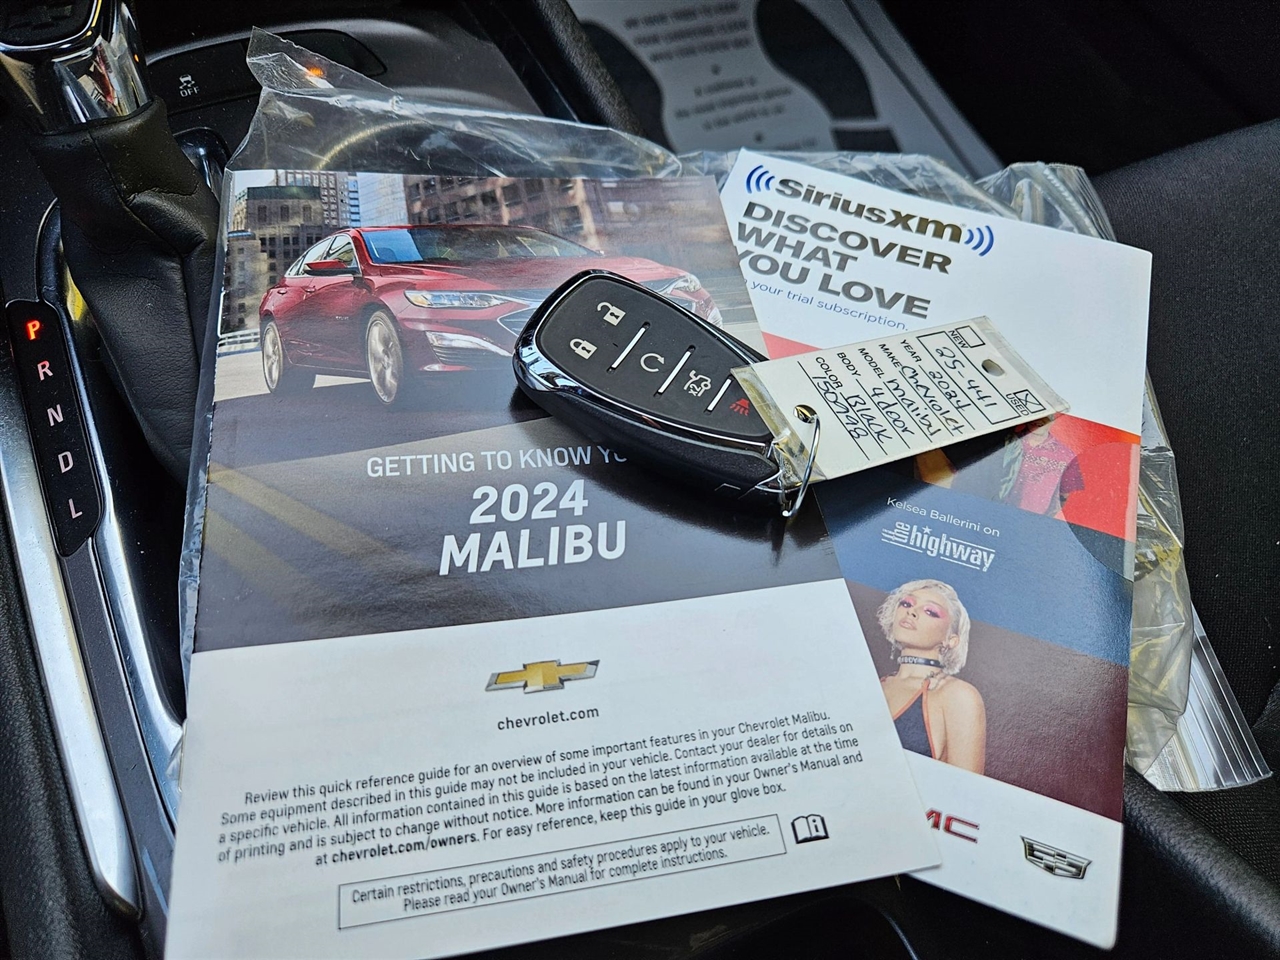 OFF
P
R
N
D
L
SiriusXM
DISCOVER
WHAT
YOU LOVE
your trial subscription.
NEW
USED
25-441
YEAR 2024
MAKE Chevrolet
MODEL Malibu
BODY 4 door
COLOR Black
x2
GETTING TO KNOW YO
2024
MALIBU
chevrolet.com
Review this quick reference guide for an overview of some important features in your Chevrolet Malibu.
Some equipment described in this guide may not be included in your vehicle. Contact your dealer for details on
a specific vehicle. All information contained in this guide is based on the latest information available at the time
of printing and is subject to change without notice. More information can be found in your Owner's Manual and
at chevrolet.com/owners. For easy reference, keep this guide in your glove box.
Certain restrictions, precautions and safety procedures apply to your vehicle.
Please read your Owner's Manual for complete instructions.
Kelsea Ballerini on
the highway
MC